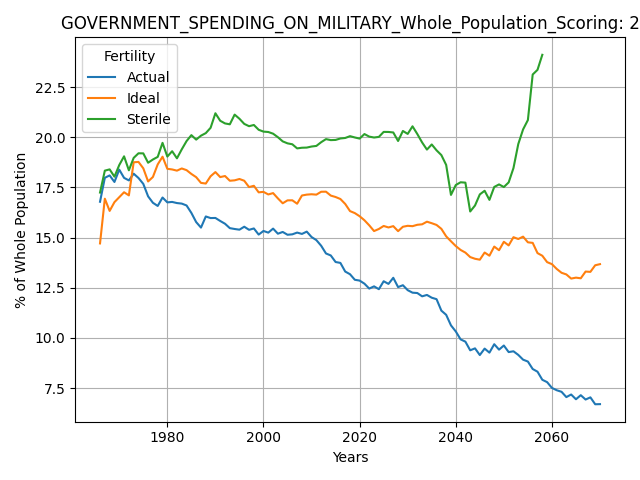 GOVERNMENT_SPENDING_ON_MILITARY_Whole_Population_Scoring: 2
Fertility
Actual
Ideal
Sterile
% of Whole Population
22.5
20.0
17.5
15.0
12.5
10.0
7.5
1980
2000
2020
2040
2060
Years